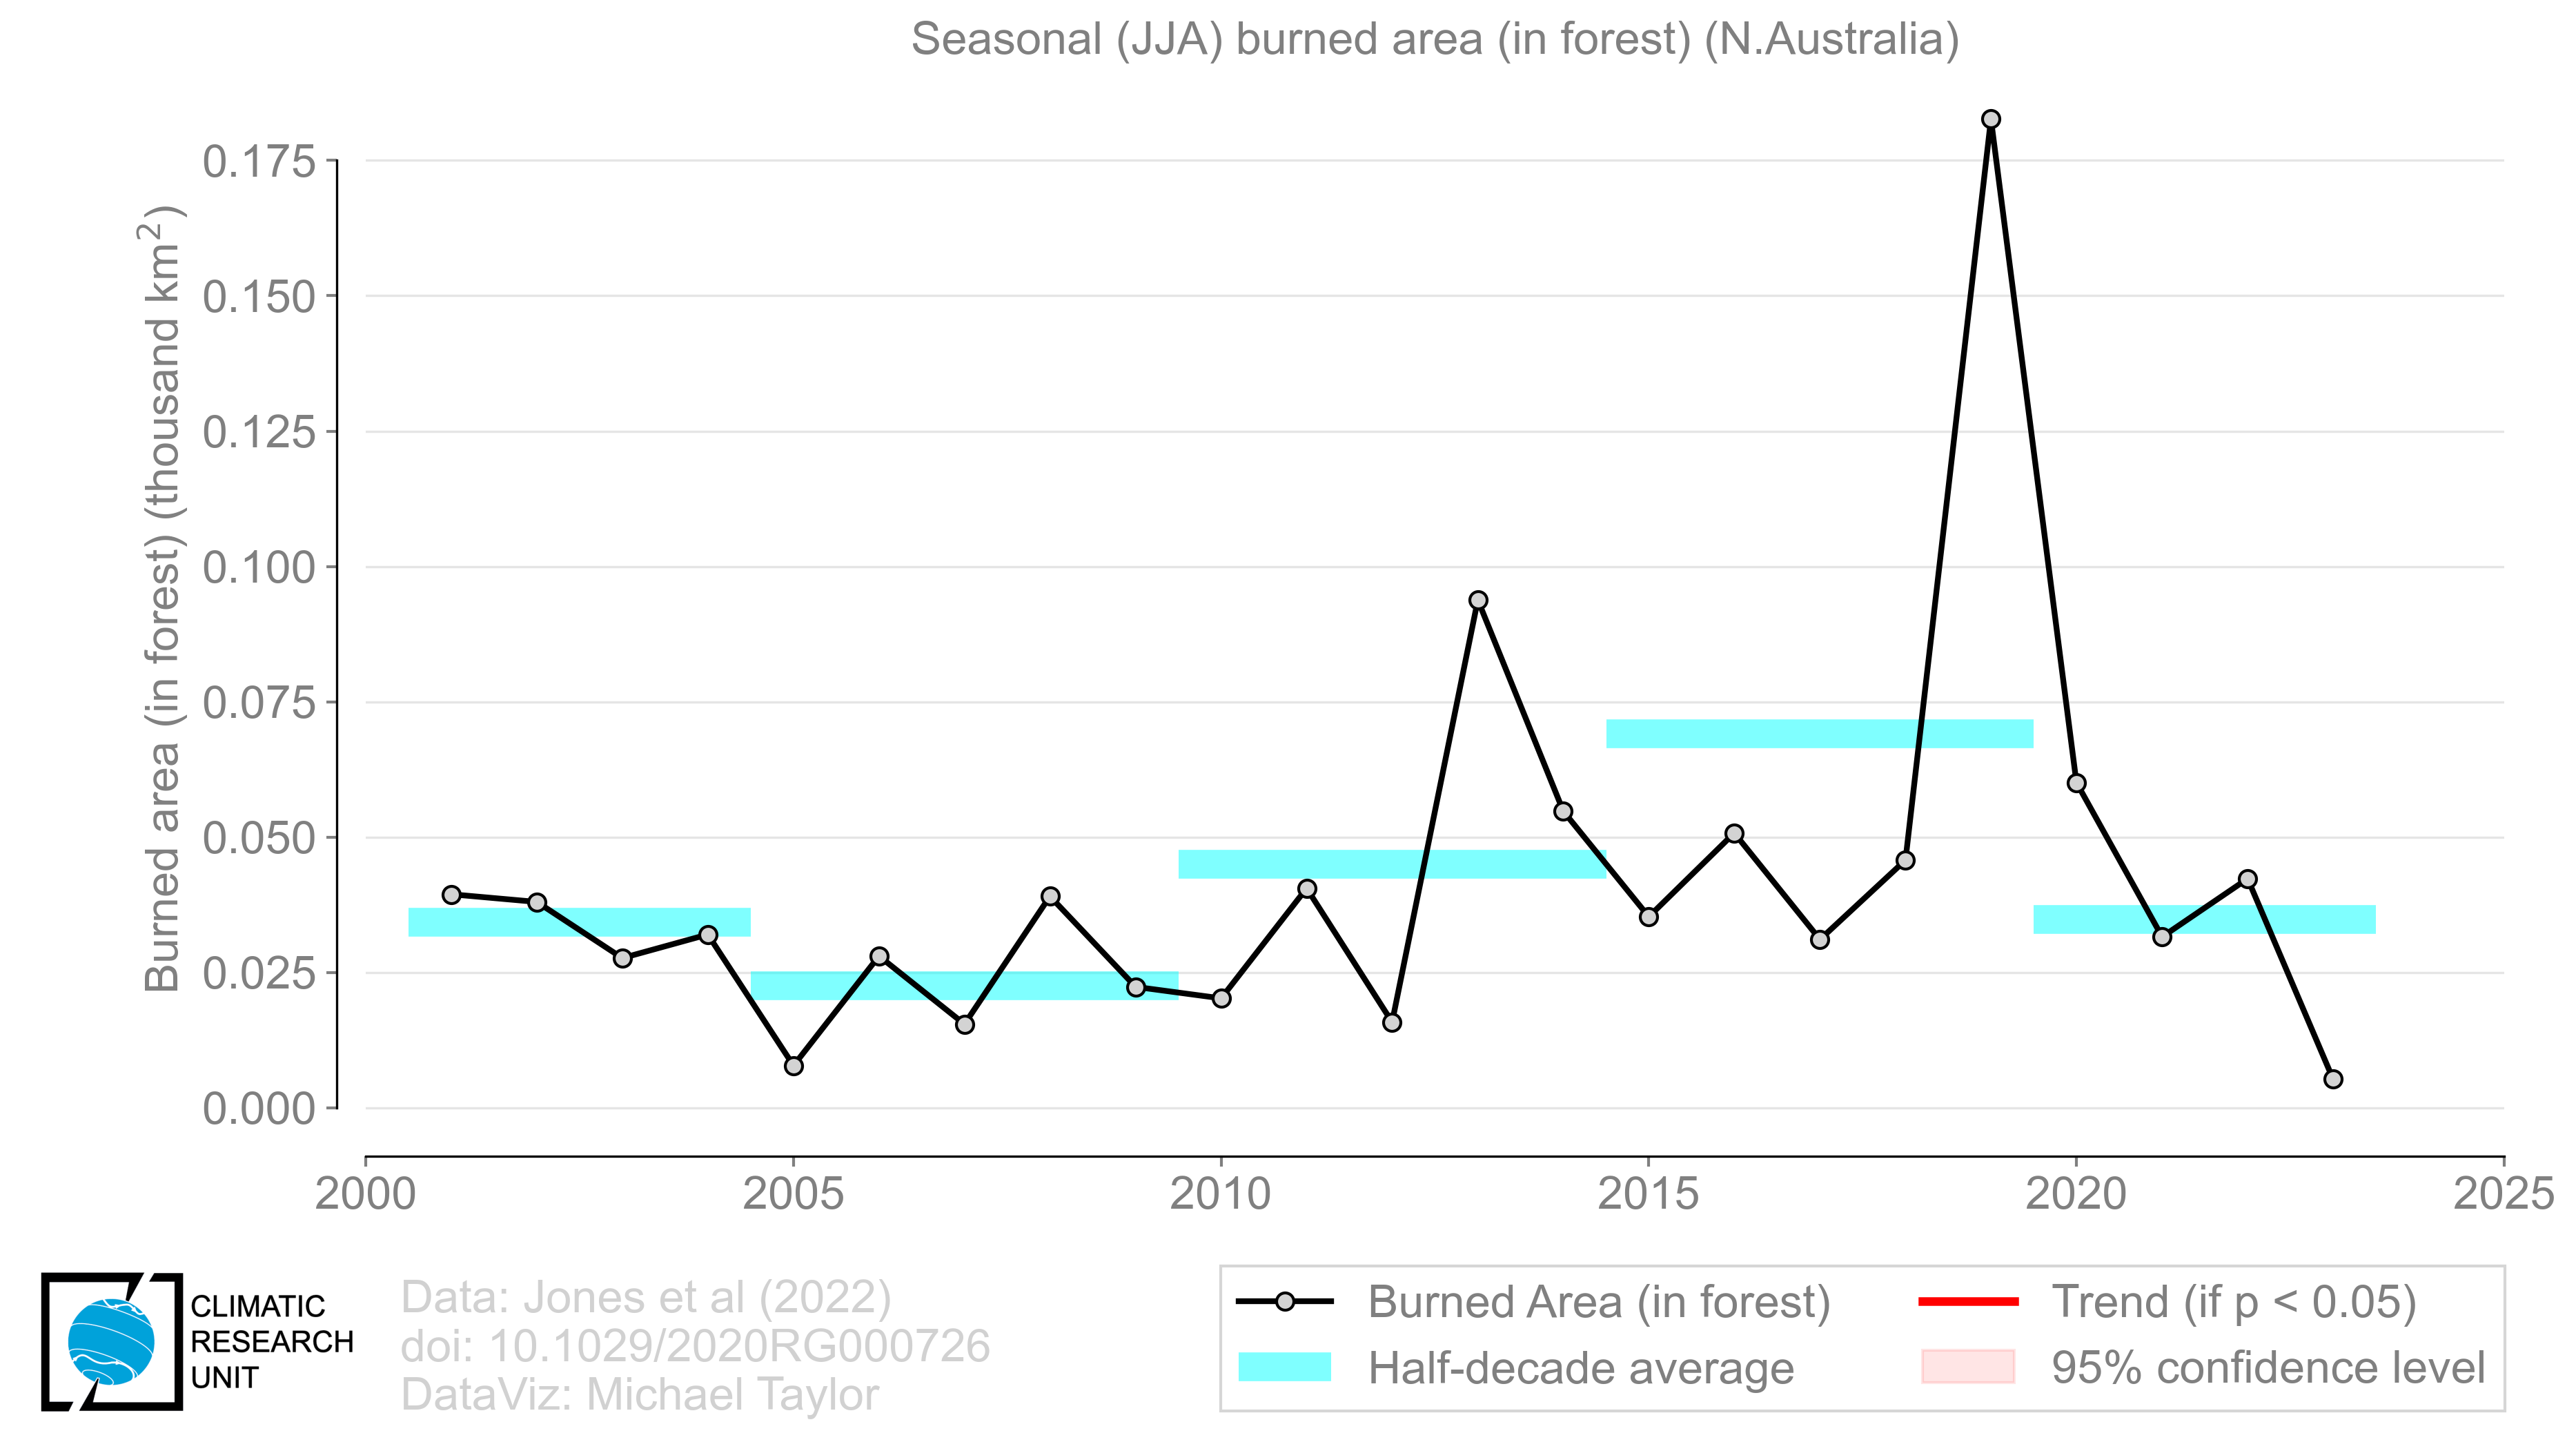 Seasonal (JJA) burned area (in forest) (N.Australia)
Burned area (in forest) (thousand km²)
0.175
0.150
0.125
0.100
0.075
0.050
0.025
0.000
2000 2005 2010 2015 2020 2025
CLIMATIC
RESEARCH
UNIT
Data: Jones et al (2022)
doi: 10.1029/2020RG000726
DataViz: Michael Taylor
Burned Area (in forest)
Half-decade average
Trend (if p < 0.05)
95% confidence level